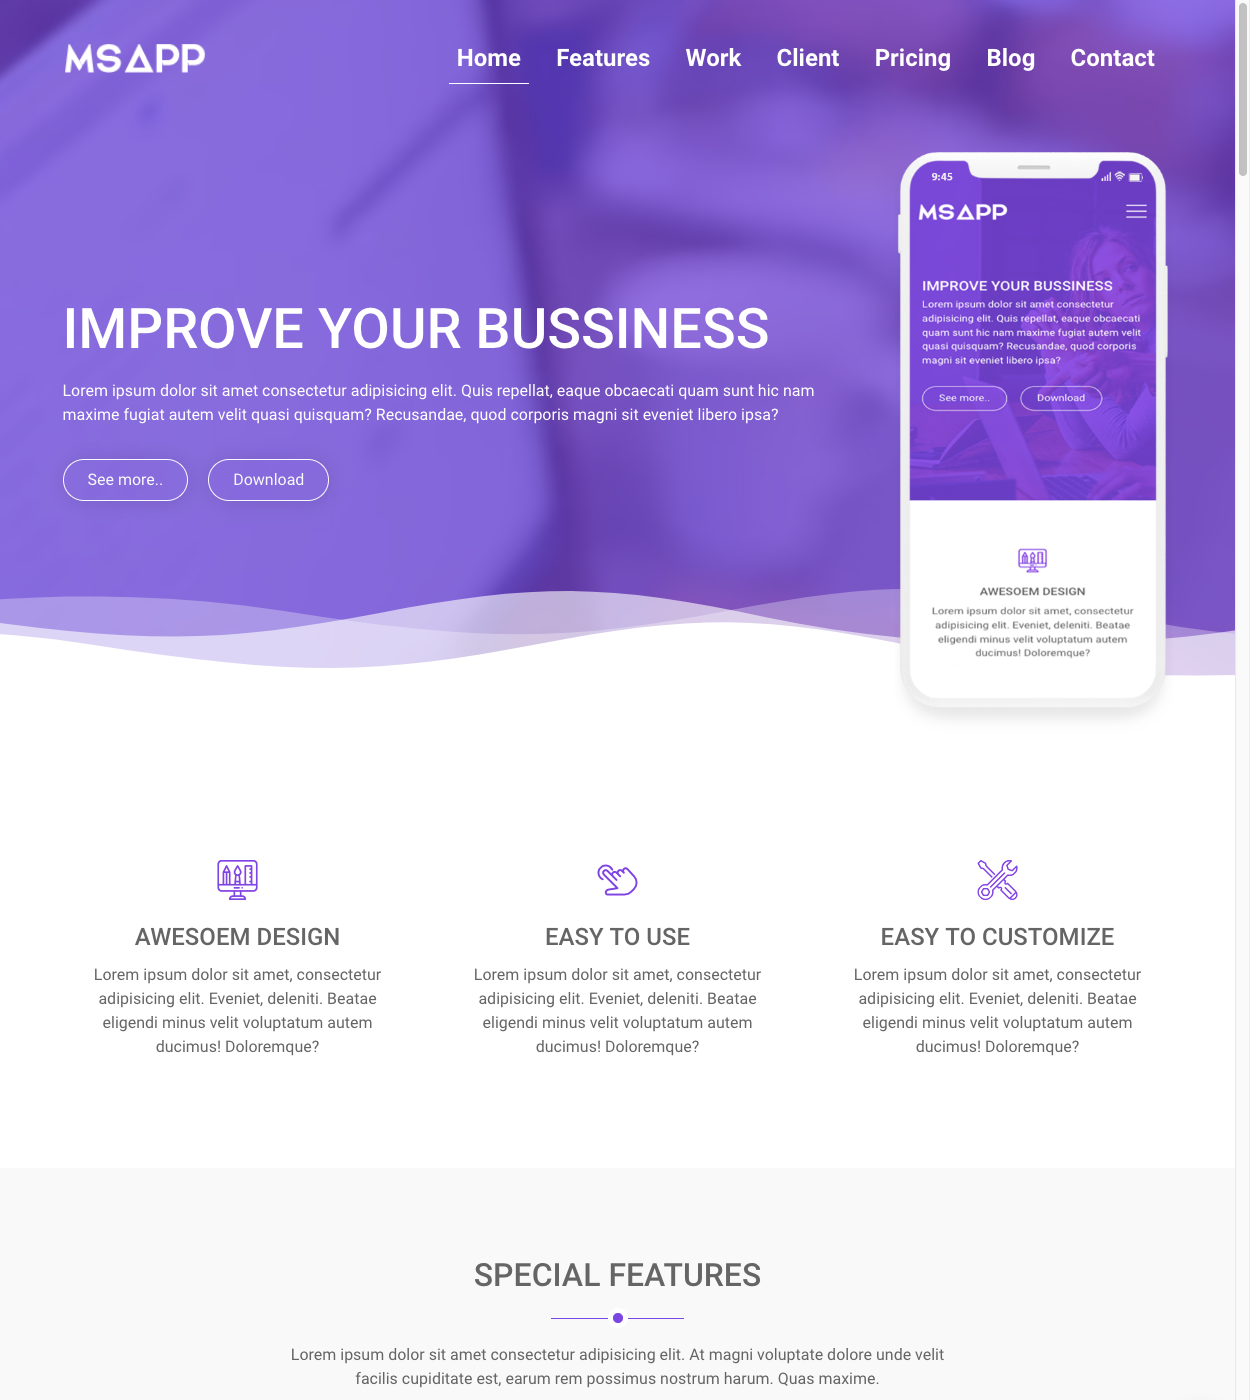 MSAPP
Home Features Work Client Pricing Blog Contact
IMPROVE YOUR BUSSINESS
Lorem ipsum dolor sit amet consectetur adipisicing elit. Quis repellat, eaque obcaecati quam sunt hic nam
maxime fugiat autem velit quasi quisquam? Recusandae, quod corporis magni sit eveniet libero ipsa?
See more.. Download
9:45
MSAPP
IMPROVE YOUR BUSSINESS
Lorem ipsum dolor sit amet consectetur
adipisicing elit. Quis repellat, eaque obcaecati
quam sunt hic nam maxime fugiat autem velit
quasi quisquam? Recusandae, quod corporis
magni sit eveniet libero ipsa?
See more.. Download
AWESOEM DESIGN
Lorem ipsum dolor sit amet, consectetur
adipisicing elit. Eveniet, deleniti. Beatae
eligendi minus velit voluptatum autem
ducimus! Doloremque?
AWESOEM DESIGN
Lorem ipsum dolor sit amet, consectetur
adipisicing elit. Eveniet, deleniti. Beatae
eligendi minus velit voluptatum autem
ducimus! Doloremque?
EASY TO USE
Lorem ipsum dolor sit amet, consectetur
adipisicing elit. Eveniet, deleniti. Beatae
eligendi minus velit voluptatum autem
ducimus! Doloremque?
EASY TO CUSTOMIZE
Lorem ipsum dolor sit amet, consectetur
adipisicing elit. Eveniet, deleniti. Beatae
eligendi minus velit voluptatum autem
ducimus! Doloremque?
SPECIAL FEATURES
Lorem ipsum dolor sit amet consectetur adipisicing elit. At magni voluptate dolore unde velit
facilis cupiditate est, earum rem possimus nostrum harum. Quas maxime.